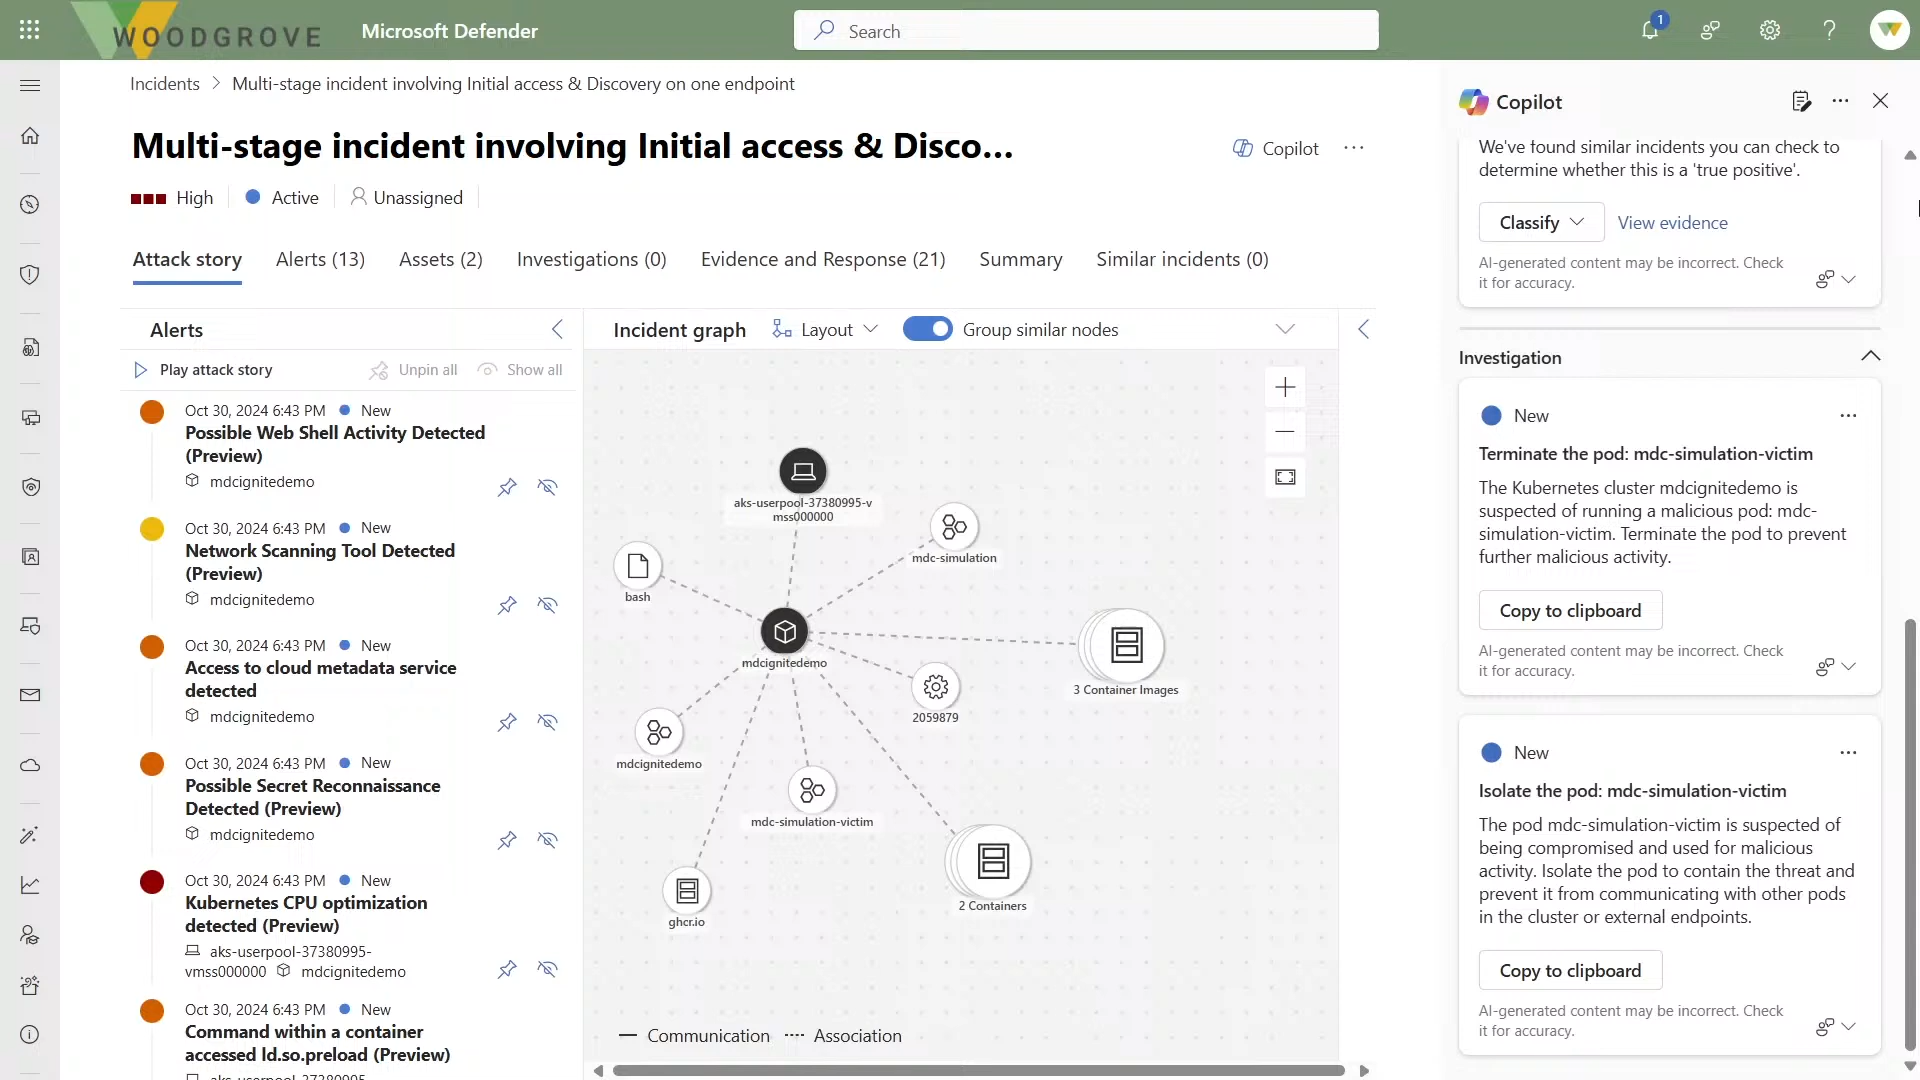 WOODGROVE
Microsoft Defender
Search
1
Incidents > Multi-stage incident involving Initial access & Discovery on one endpoint
Multi-stage incident involving Initial access & Disco...
Copilot
High
Active
Unassigned
Attack story
Alerts (13)
Assets (2)
Investigations (0)
Evidence and Response (21)
Summary
Similar incidents (0)
Alerts
Play attack story
Unpin all
Show all
Oct 30, 2024 6:43 PM
New
Possible Web Shell Activity Detected
(Preview)
mdcignitedemo
Oct 30, 2024 6:43 PM
New
Network Scanning Tool Detected
(Preview)
mdcignitedemo
Oct 30, 2024 6:43 PM
New
Access to cloud metadata service
detected
mdcignitedemo
Oct 30, 2024 6:43 PM
New
Possible Secret Reconnaissance
Detected (Preview)
mdcignitedemo
Oct 30, 2024 6:43 PM
New
Kubernetes CPU optimization
detected (Preview)
aks-userpool-37380995-
vmss000000
mdcignitedemo
Oct 30, 2024 6:43 PM
New
Command within a container
accessed ld.so.preload (Preview)
aks-userpool-37380995-
Incident graph
Layout
Group similar nodes
aks-userpool-37380995-v
mss000000
mdc-simulation
bash
mdcignitedemo
3 Container Images
2059879
mdcignitedemo
mdc-simulation-victim
2 Containers
ghcr.io
Communication
Association
Copilot
We've found similar incidents you can check to
determine whether this is a 'true positive'.
Classify
View evidence
AI-generated content may be incorrect. Check
it for accuracy.
Investigation
New
Terminate the pod: mdc-simulation-victim
The Kubernetes cluster mdcignitedemo is
suspected of running a malicious pod: mdc-
simulation-victim. Terminate the pod to prevent
further malicious activity.
Copy to clipboard
AI-generated content may be incorrect. Check
it for accuracy.
New
Isolate the pod: mdc-simulation-victim
The pod mdc-simulation-victim is suspected of
being compromised and used for malicious
activity. Isolate the pod to contain the threat and
prevent it from communicating with other pods
in the cluster or external endpoints.
Copy to clipboard
AI-generated content may be incorrect. Check
it for accuracy.